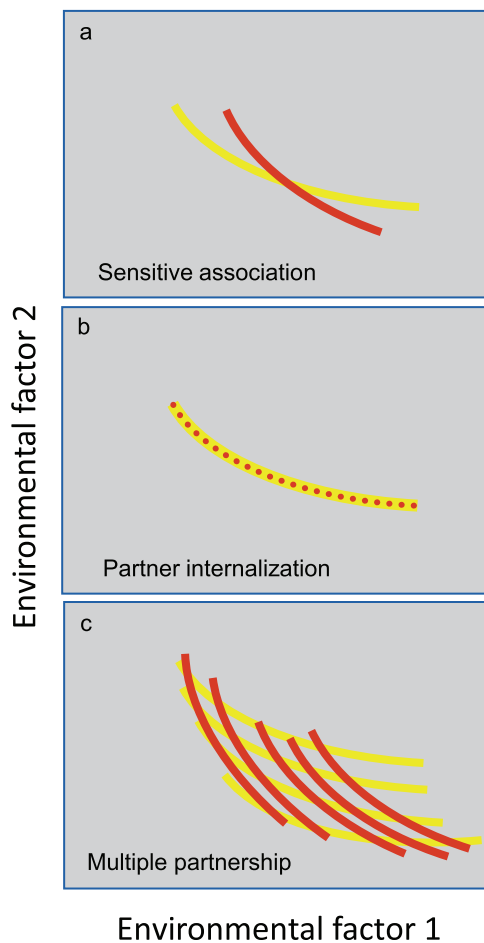 a
Sensitive association
Environmental factor 2
b
Partner internalization
c
Multiple partnership
Environmental factor 1